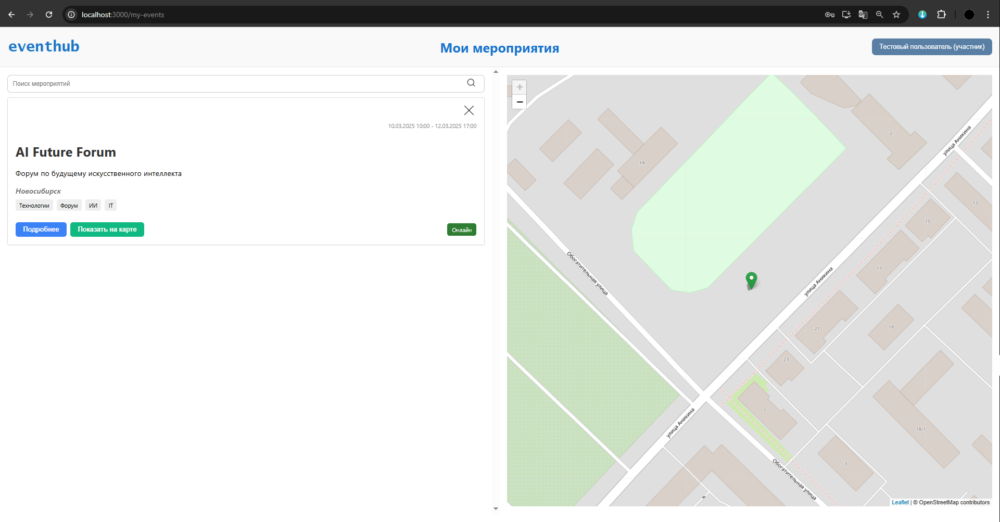 localhost:3000/my-events
eventhub
Мои мероприятия
Тестовый пользователь (участник)
Поиск мероприятий
10.03.2025 10:00 - 12.03.2025 17:00
AI Future Forum
Форум по будущему искусственного интеллекта
Новосибирск
Технологии Форум ИИ IT
Подробнее Показать на карте Онлайн
+
−
2
улица Аникина
1А
13
15
Обогатительная улица
17
улица Аникина
21
19
23
1
улица Аникина
18/1
3
Обогатительная улица
Leaflet | © OpenStreetMap contributors